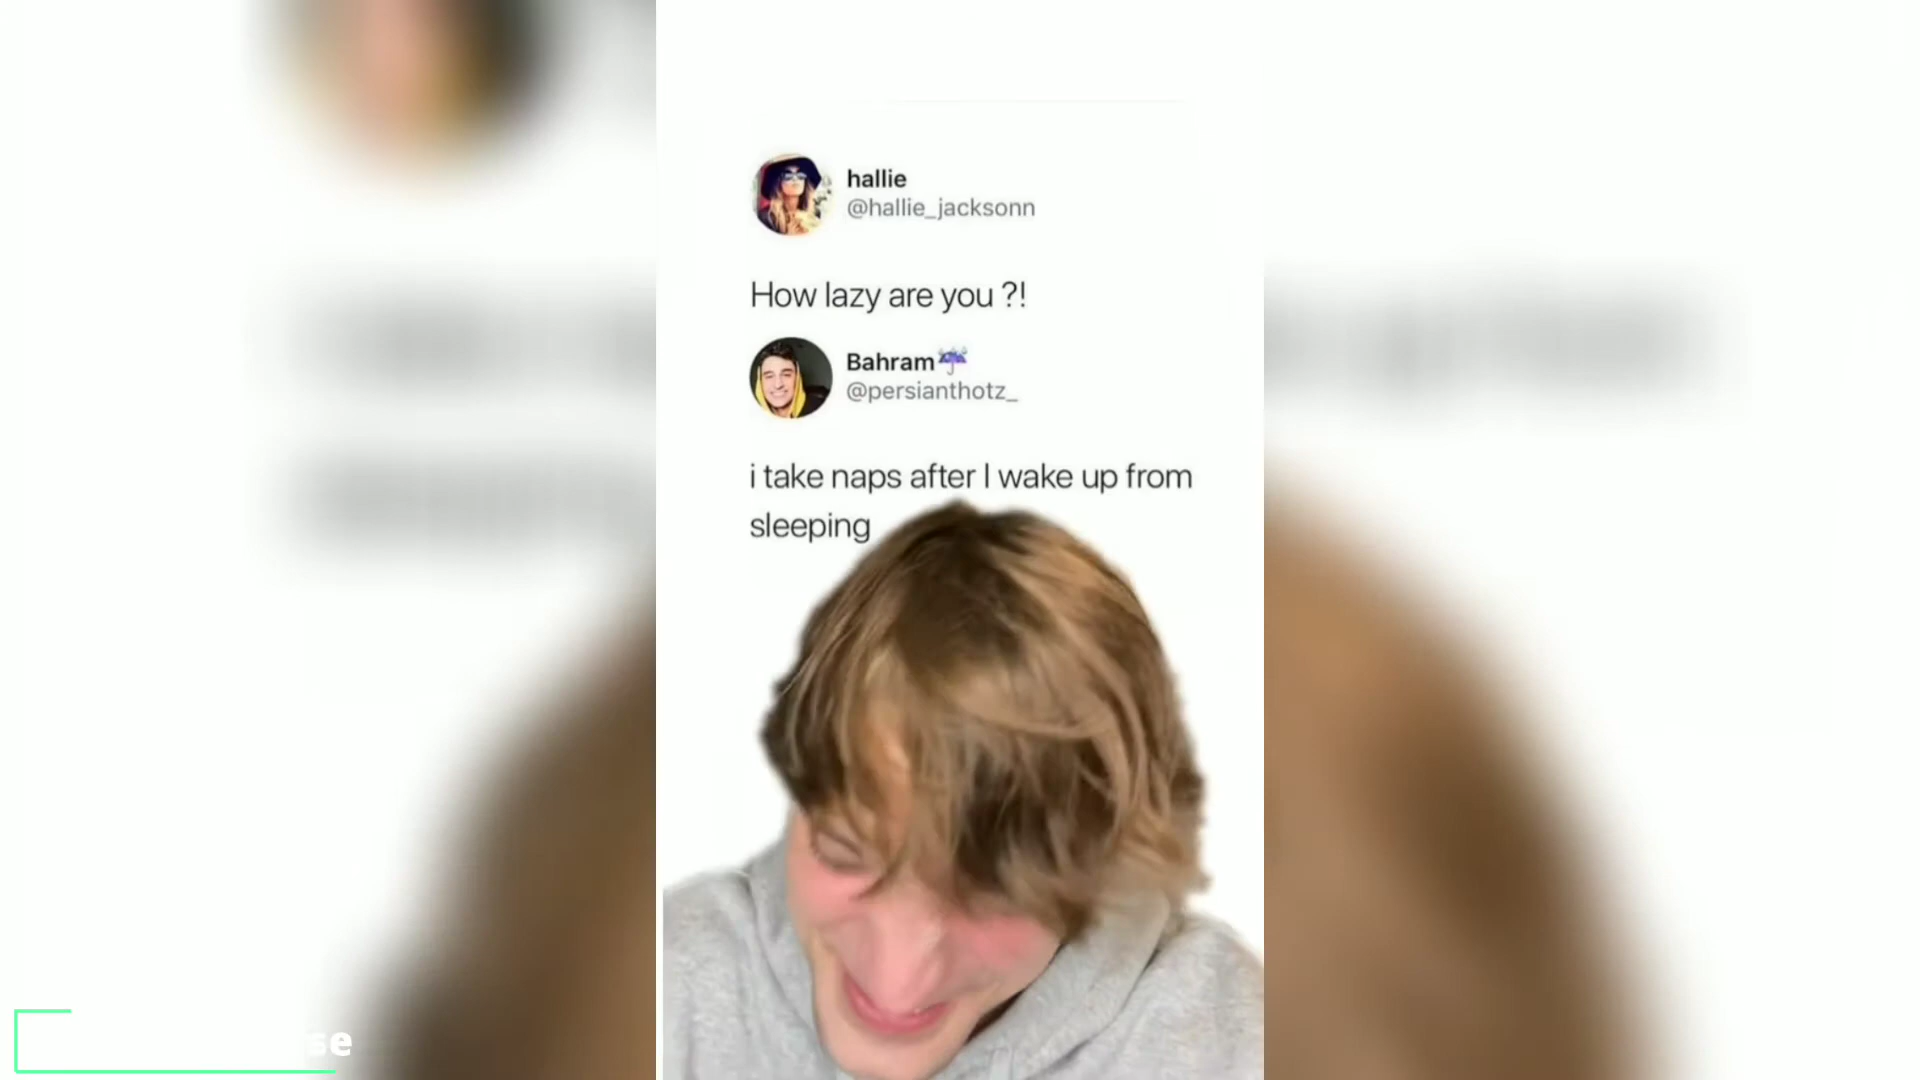 hallie
@hallie_jacksonn
How lazy are you ?!
Bahram☔
@persianthotz_
i take naps after I wake up from
sleeping